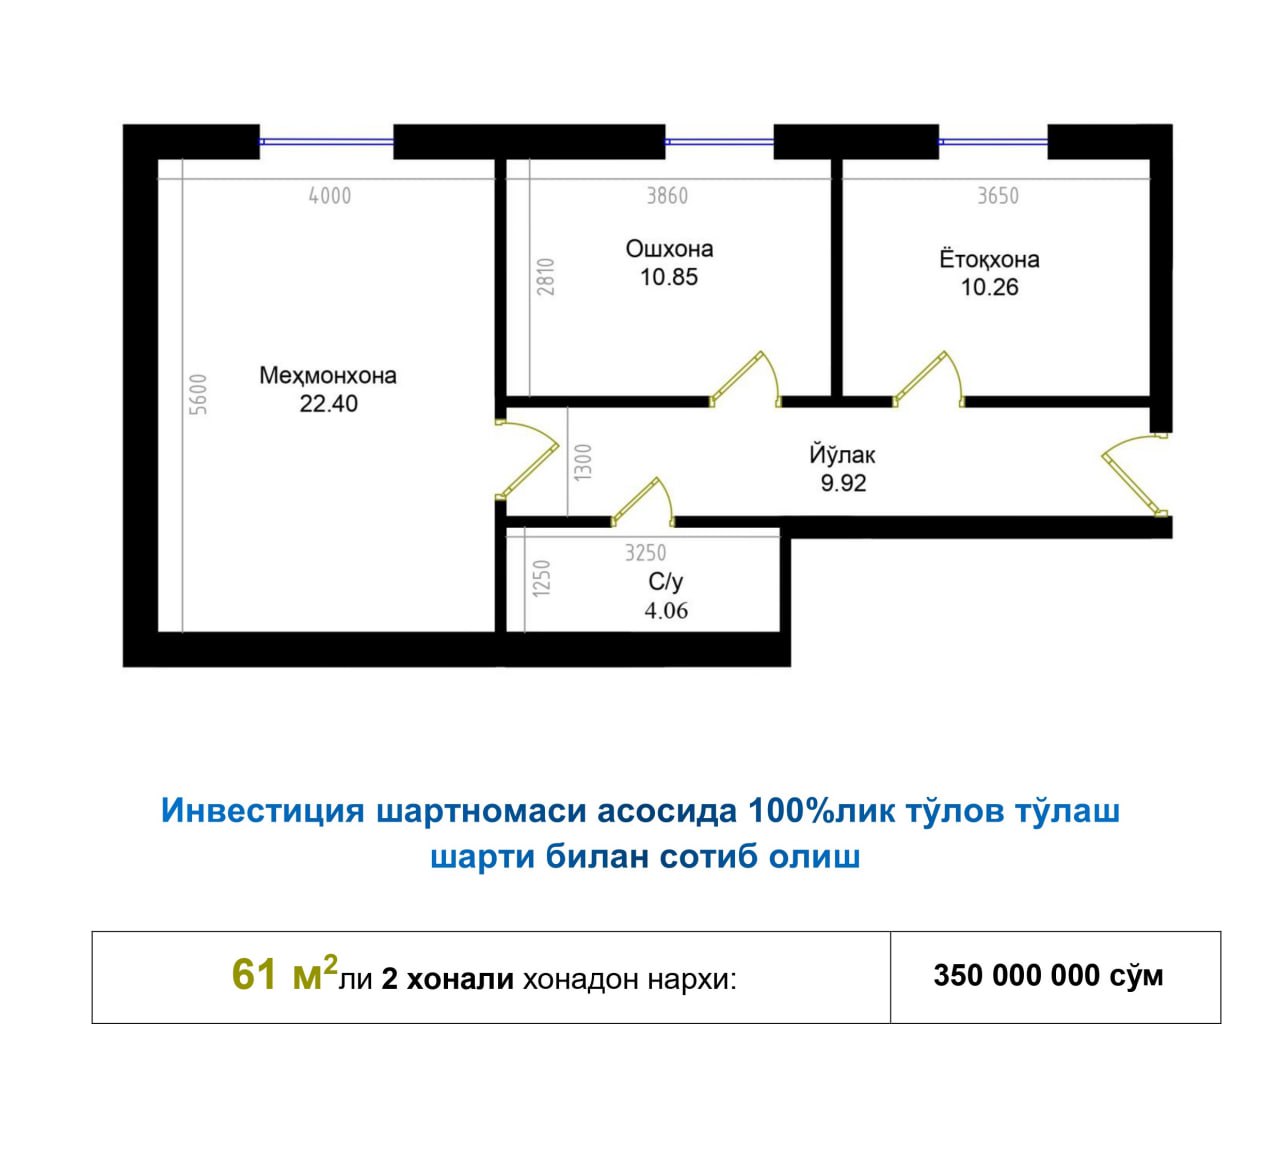 4000
3860
3650
Ошхона
10.85
Ётоқхона
10.26
2810
Меҳмонхона
22.40
5600
1300
Йўлак
9.92
3250
1250
С/у
4.06
Инвестиция шартномаси асосида 100%лик тўлов тўлаш
шарти билан сотиб олиш
61 м²ли 2 хонали хонадон нархи:
350 000 000 сўм